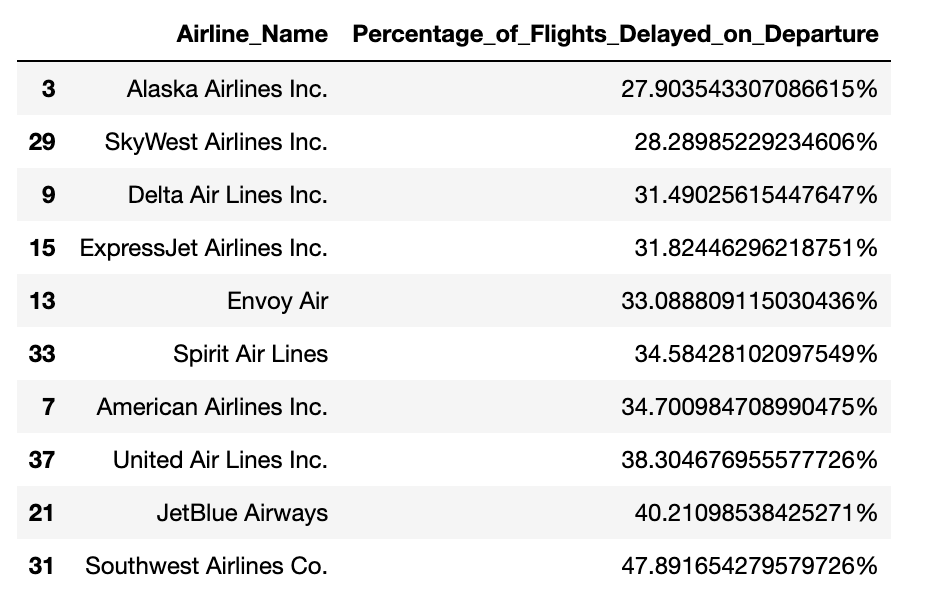 Airline_Name Percentage_of_Flights_Delayed_on_Departure
3 Alaska Airlines Inc. 27.903543307086615%
29 SkyWest Airlines Inc. 28.28985229234606%
9 Delta Air Lines Inc. 31.49025615447647%
15 ExpressJet Airlines Inc. 31.82446296218751%
13 Envoy Air 33.088809115030436%
33 Spirit Air Lines 34.58428102097549%
7 American Airlines Inc. 34.700984708990475%
37 United Air Lines Inc. 38.304676955577726%
21 JetBlue Airways 40.21098538425271%
31 Southwest Airlines Co. 47.891654279579726%